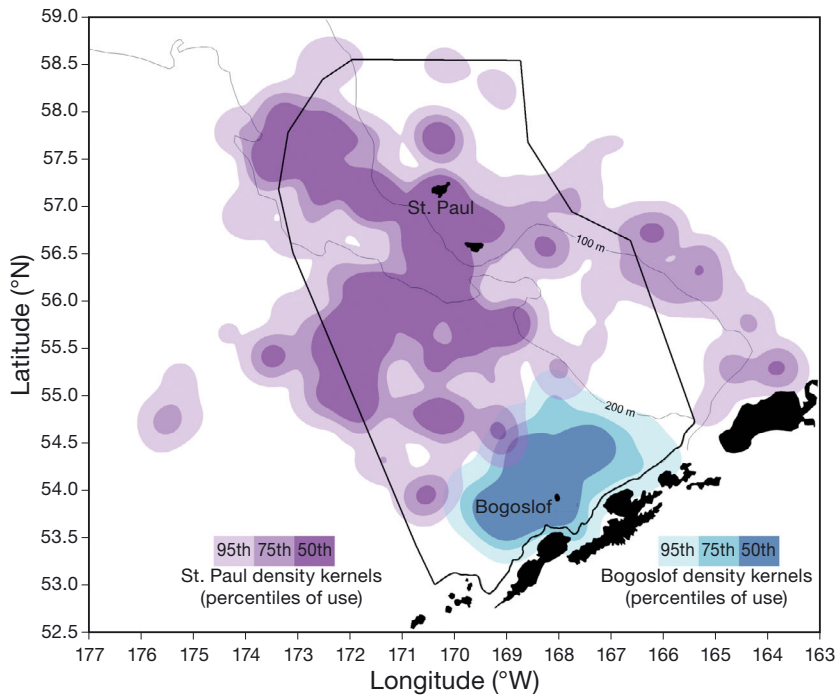 59.0
58.5
58.0
57.5
57.0
56.5
56.0
55.5
55.0
54.5
54.0
53.5
53.0
52.5
Latitude (°N)
St. Paul
100 m
200 m
Bogoslof
95th 75th 50th
St. Paul density kernels
(percentiles of use)
95th 75th 50th
Bogoslof density kernels
(percentiles of use)
177 176 175 174 173 172 171 170 169 168 167 166 165 164 163
Longitude (°W)